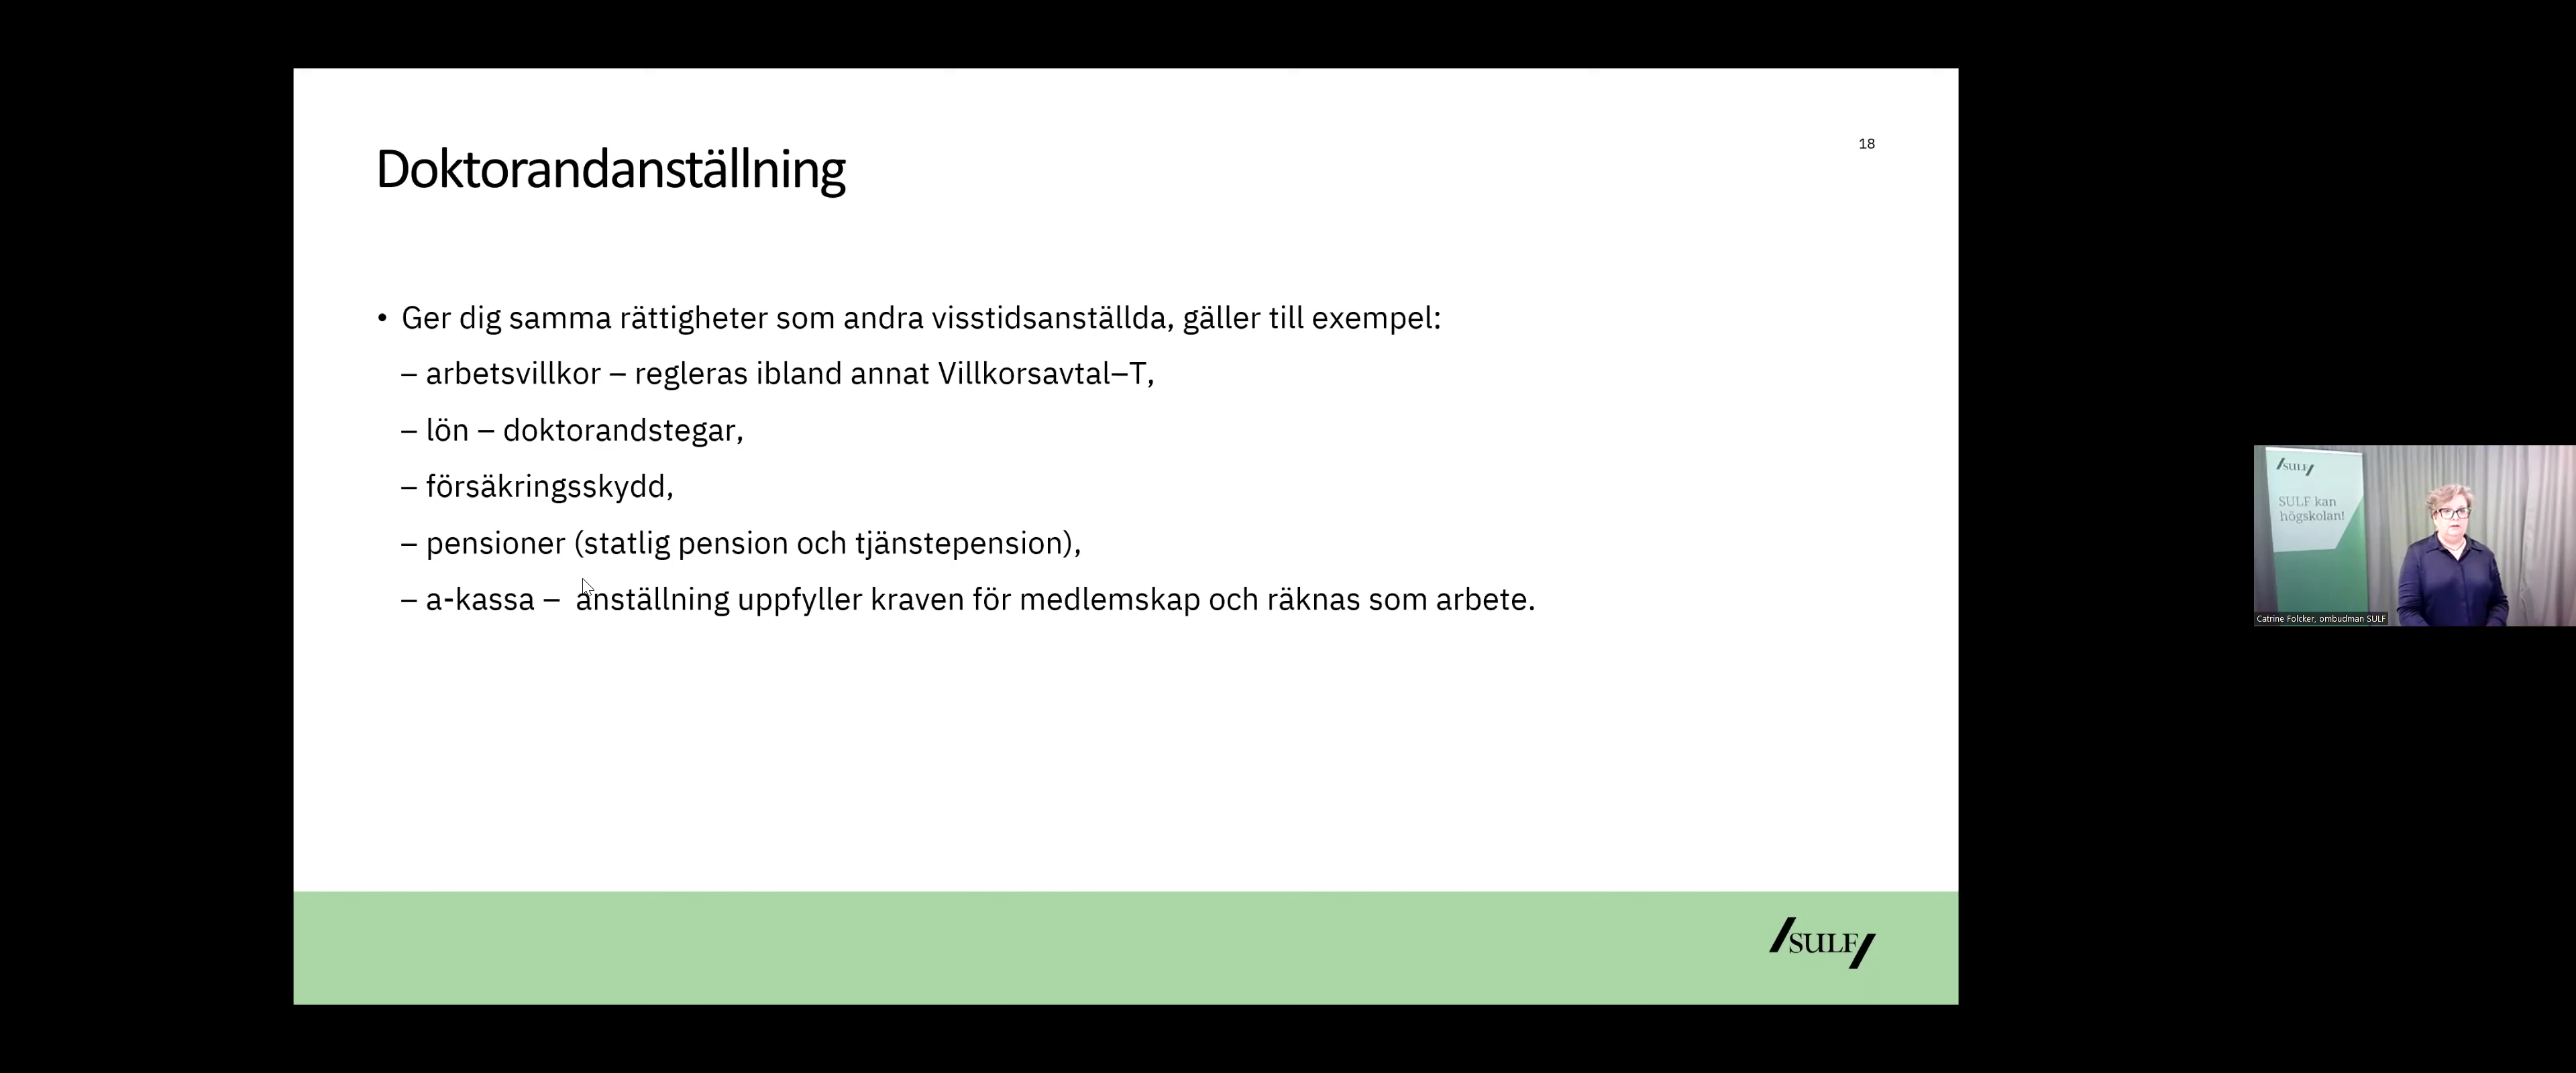 Doktorandanställning
18
• Ger dig samma rättigheter som andra visstidsanställda, gäller till exempel:
– arbetsvillkor – regleras ibland annat Villkorsavtal–T,
– lön – doktorandstegar,
– försäkringsskydd,
– pensioner (statlig pension och tjänstepension),
– a-kassa – anställning uppfyller kraven för medlemskap och räknas som arbete.
/SULF/
/SULF/
SULF kan
högskolan!
Catrine Folcker, ombudman SULF